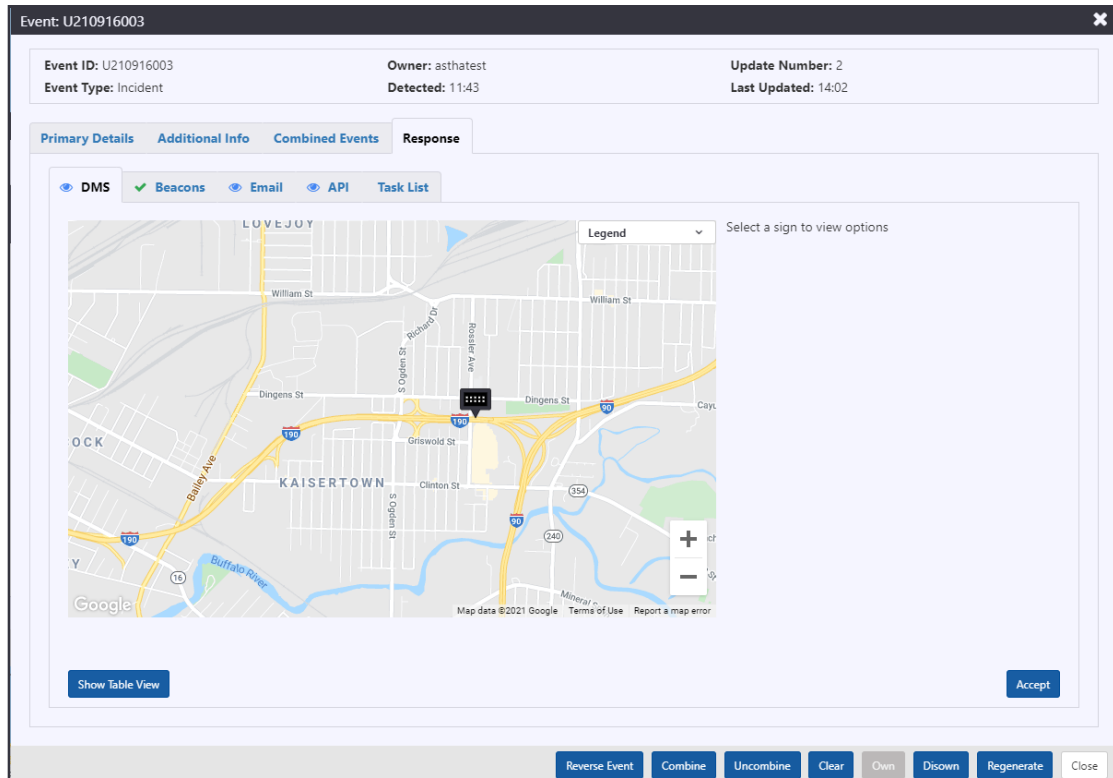 Event: U210916003
Event ID: U210916003 Owner: asthatest Update Number: 2
Event Type: Incident Detected: 11:43 Last Updated: 14:02
Primary Details Additional Info Combined Events Response
DMS Beacons Email API Task List
Select a sign to view options
Legend
LOVEJOY
William St
William St
Richard Dr
Rossler Ave
S Ogden St
Dingens St
Dingens St
90
Cayu
190
190
OCK
Griswold St
Bailey Ave
KAISERTOWN
Clinton St
S Ogden St
354
90
190
240
Y
16
Buffalo River
Mineral
Google
Map data ©2021 Google Terms of Use Report a map error
Show Table View Accept
Reverse Event Combine Uncombine Clear Own Disown Regenerate Close